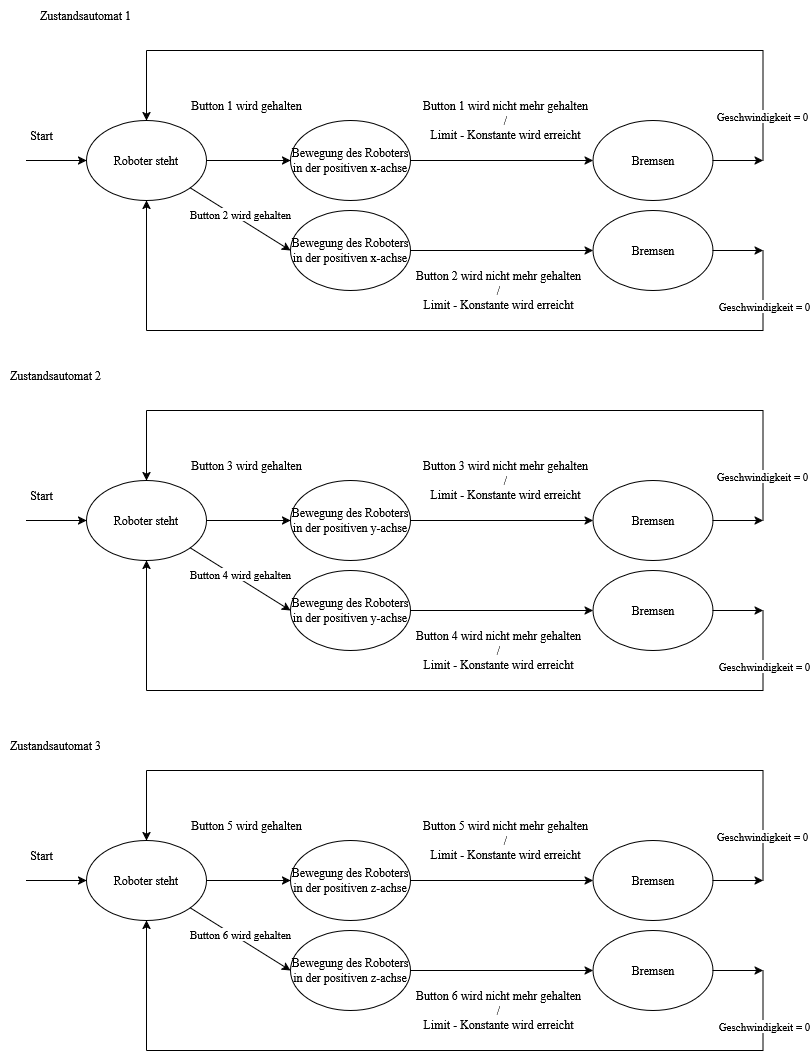 Zustandsautomat 1
Button 1 wird gehalten
Button 1 wird nicht mehr gehalten
/
Limit - Konstante wird erreicht
Geschwindigkeit = 0
Start
Roboter steht
Bewegung des Roboters
in der positiven x-achse
Bremsen
Button 2 wird gehalten
Bewegung des Roboters
in der positiven x-achse
Bremsen
Button 2 wird nicht mehr gehalten
/
Limit - Konstante wird erreicht
Geschwindigkeit = 0
Zustandsautomat 2
Button 3 wird gehalten
Button 3 wird nicht mehr gehalten
/
Limit - Konstante wird erreicht
Geschwindigkeit = 0
Start
Roboter steht
Bewegung des Roboters
in der positiven y-achse
Bremsen
Button 4 wird gehalten
Bewegung des Roboters
in der positiven y-achse
Bremsen
Button 4 wird nicht mehr gehalten
/
Limit - Konstante wird erreicht
Geschwindigkeit = 0
Zustandsautomat 3
Button 5 wird gehalten
Button 5 wird nicht mehr gehalten
/
Limit - Konstante wird erreicht
Geschwindigkeit = 0
Start
Roboter steht
Bewegung des Roboters
in der positiven z-achse
Bremsen
Button 6 wird gehalten
Bewegung des Roboters
in der positiven z-achse
Bremsen
Button 6 wird nicht mehr gehalten
/
Limit - Konstante wird erreicht
Geschwindigkeit = 0